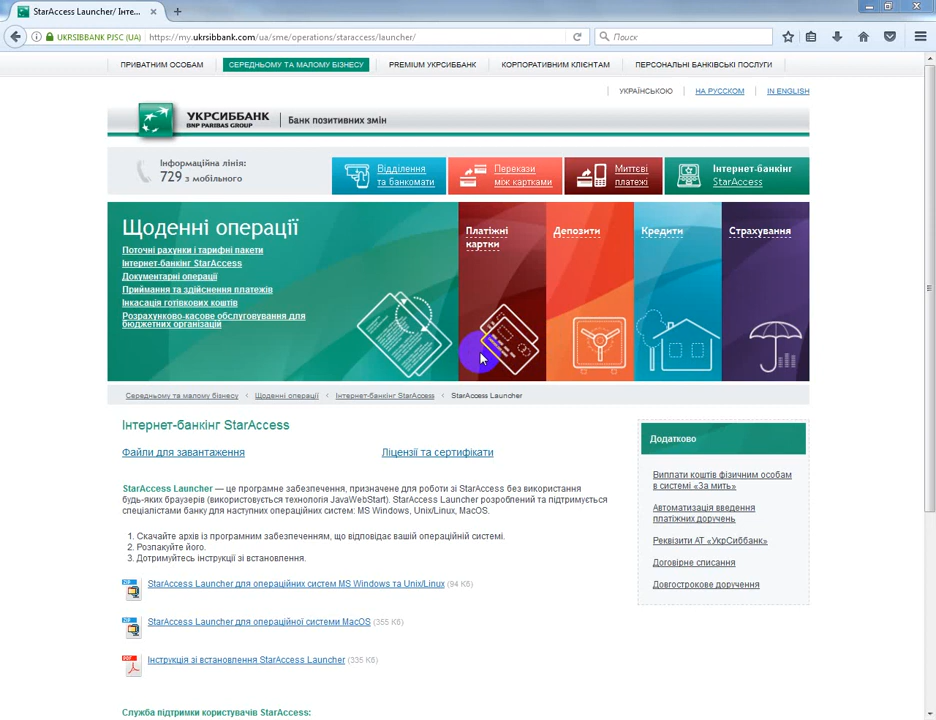 StarAccess Launcher/ Інте...
UKRSIBBANK PJSC (UA)
https://my.ukrsibbank.com/ua/sme/operations/staraccess/launcher/
Поиск
ПРИВАТНИМ ОСОБАМ
СЕРЕДНЬОМУ ТА МАЛОМУ БІЗНЕСУ
PREMIUM УКРСИББАНК
КОРПОРАТИВНИМ КЛІЄНТАМ
ПЕРСОНАЛЬНІ БАНКІВСЬКІ ПОСЛУГИ
УКРАЇНСЬКОЮ
НА РУССКОМ
IN ENGLISH
УКРСИББАНК
BNP PARIBAS GROUP
Банк позитивних змін
Інформаційна лінія:
729 з мобільного
Відділення
та банкомати
Перекази
між картками
Миттєві
платежі
Інтернет-банкінг
StarAccess
Щоденні операції
Поточні рахунки і тарифні пакети
Інтернет-банкінг StarAccess
Документарні операції
Приймання та здійснення платежів
Інкасація готівкових коштів
Розрахунково-касове обслуговування для
бюджетних організацій
Платіжні
картки
Депозити
Кредити
Страхування
Середньому та малому бізнесу
Щоденні операції
Інтернет-банкінг StarAccess
StarAccess Launcher
Інтернет-банкінг StarAccess
Файли для завантаження
Ліцензії та сертифікати
StarAccess Launcher — це програмне забезпечення, призначене для роботи зі StarAccess без використання
будь-яких браузерів (використовується технологія JavaWebStart). StarAccess Launcher розроблений та підтримується
спеціалістами банку для наступних операційних систем: MS Windows, Unix/Linux, MacOS.
1. Скачайте архів із програмним забезпеченням, що відповідає вашій операційній системі.
2. Розпакуйте його.
3. Дотримуйтесь інструкції зі встановлення.
ZIP
StarAccess Launcher для операційних систем MS Windows та Unix/Linux (94 Кб)
ZIP
StarAccess Launcher для операційної системи MacOS (355 Кб)
PDF
Інструкція зі встановлення StarAccess Launcher (335 Кб)
Служба підтримки користувачів StarAccess:
Додатково
Виплати коштів фізичним особам
в системі «За мить»
Автоматизація введення
платіжних доручень
Реквізити АТ «УкрСиббанк»
Договірне списання
Довгострокове доручення